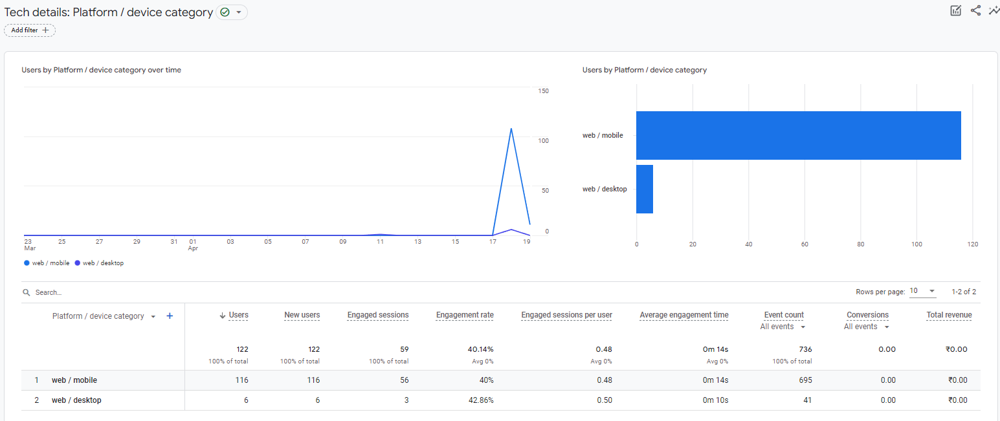 Tech details: Platform / device category
Add filter +
Users by Platform / device category over time
150
100
50
0
23 25 27 29 31 01 03 05 07 09 11 13 15 17 19
Mar Apr
web / mobile web / desktop
Users by Platform / device category
web / mobile
web / desktop
0 20 40 60 80 100 120
Search...
Rows per page: 10 1-2 of 2
Platform / device category + Users New users Engaged sessions Engagement rate Engaged sessions per user Average engagement time Event count Conversions Total revenue
All events All events
122 122 59 40.14% 0.48 0m 14s 736 0.00 ₹0.00
100% of total 100% of total 100% of total Avg 0% Avg 0% Avg 0% 100% of total
1 web / mobile 116 116 56 40% 0.48 0m 14s 695 0.00 ₹0.00
2 web / desktop 6 6 3 42.86% 0.50 0m 10s 41 0.00 ₹0.00